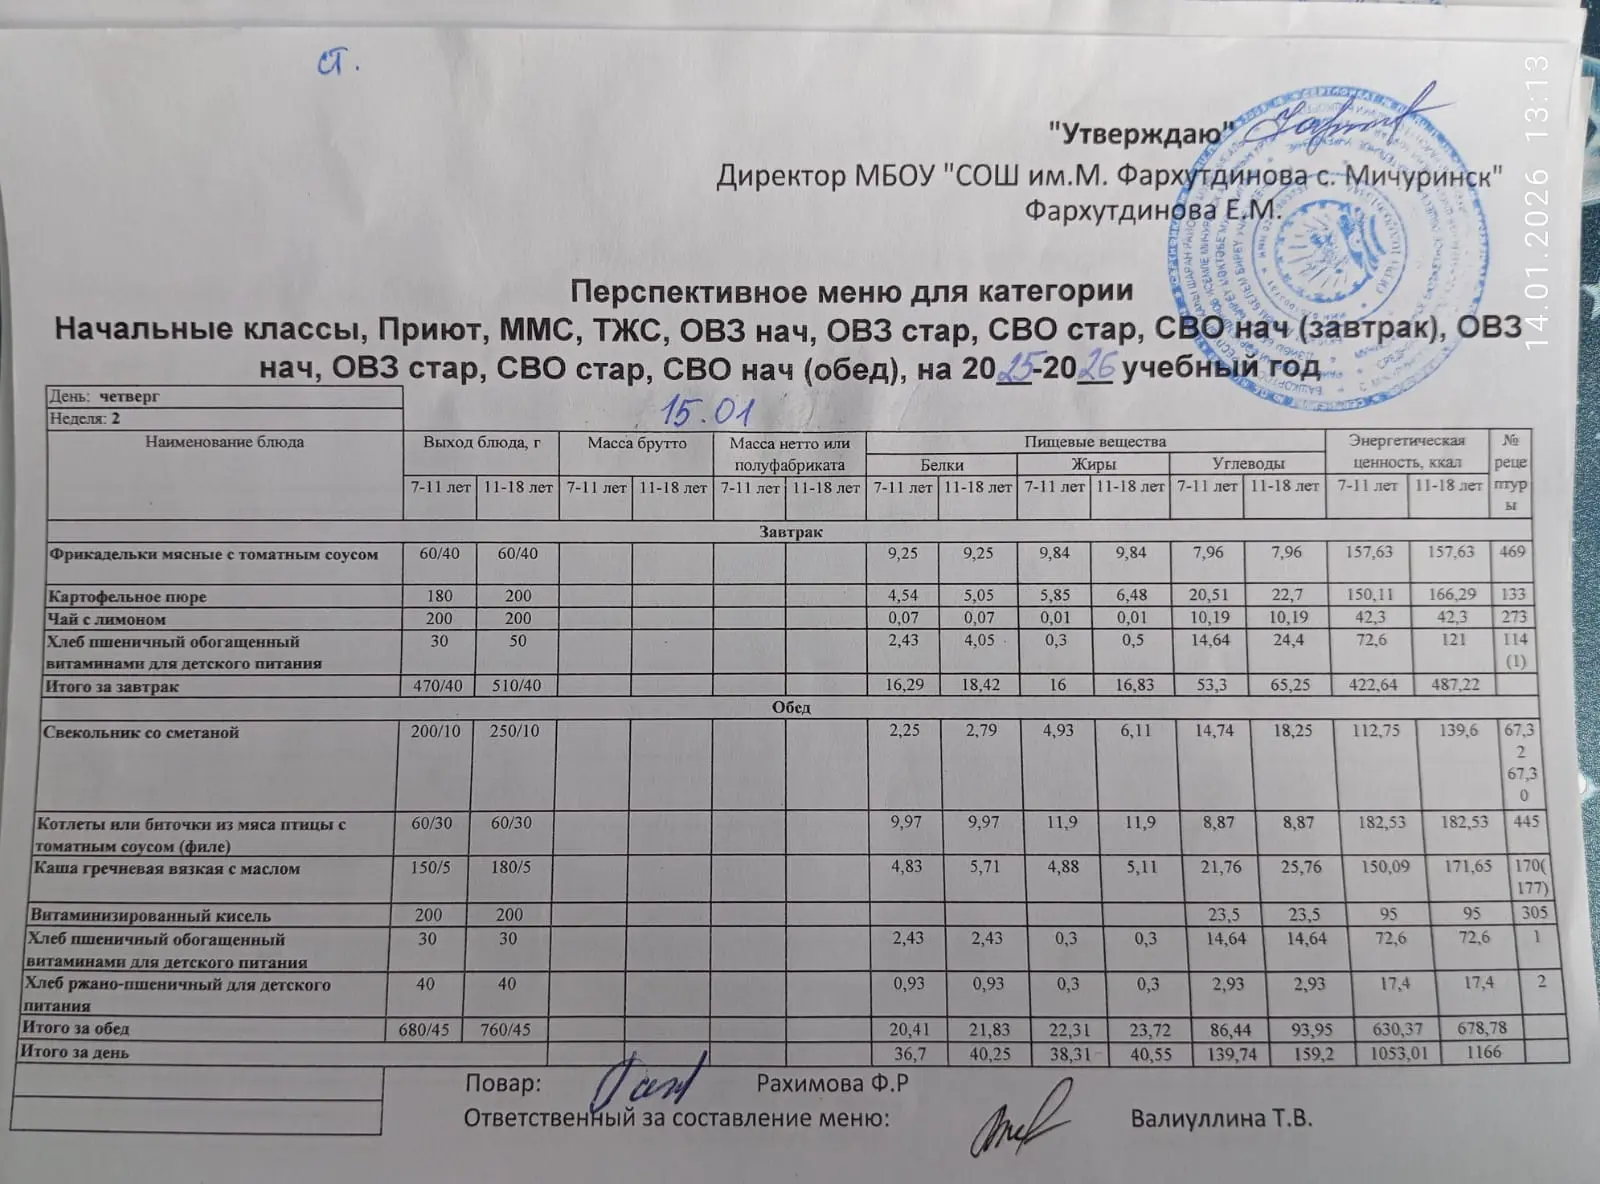 ст.
"Утверждаю"
Директор МБОУ "СОШ им.М. Фархутдинова с. Мичуринск"
Фархутдинова Е.М.
14.01.2026 13:13
Перспективное меню для категории
Начальные классы, Приют, ММС, ТЖС, ОВЗ нач, ОВЗ стар, СВО стар, СВО нач (завтрак), ОВЗ
нач, ОВЗ стар, СВО стар, СВО нач (обед), на 2025-2026 учебный год
День: четверг
15.01
Неделя: 2
Наименование блюда Выход блюда, г Масса брутто Масса нетто или полуфабриката Пищевые вещества Энергетическая ценность, ккал № рецептуры
Белки Жиры Углеводы
7-11 лет 11-18 лет 7-11 лет 11-18 лет 7-11 лет 11-18 лет 7-11 лет 11-18 лет 7-11 лет 11-18 лет 7-11 лет 11-18 лет 7-11 лет 11-18 лет
Завтрак
Фрикадельки мясные с томатным соусом 60/40 60/40 9,25 9,25 9,84 9,84 7,96 7,96 157,63 157,63 469
Картофельное пюре 180 200 4,54 5,05 5,85 6,48 20,51 22,7 150,11 166,29 133
Чай с лимоном 200 200 0,07 0,07 0,01 0,01 10,19 10,19 42,3 42,3 273
Хлеб пшеничный обогащенный 30 50 2,43 4,05 0,3 0,5 14,64 24,4 72,6 121 114
витаминами для детского питания (1)
Итого за завтрак 470/40 510/40 16,29 18,42 16 16,83 53,3 65,25 422,64 487,22
Обед
Свекольник со сметаной 200/10 250/10 2,25 2,79 4,93 6,11 14,74 18,25 112,75 139,6 67,3
2
67,3
0
Котлеты или биточки из мяса птицы с 60/30 60/30 9,97 9,97 11,9 11,9 8,87 8,87 182,53 182,53 445
томатным соусом (филе)
Каша гречневая вязкая с маслом 150/5 180/5 4,83 5,71 4,88 5,11 21,76 25,76 150,09 171,65 170(
177)
Витаминизированный кисель 200 200 23,5 23,5 95 95 305
Хлеб пшеничный обогащенный 30 30 2,43 2,43 0,3 0,3 14,64 14,64 72,6 72,6 1
витаминами для детского питания
Хлеб ржано-пшеничный для детского 40 40 0,93 0,93 0,3 0,3 2,93 2,93 17,4 17,4 2
питания
Итого за обед 680/45 760/45 20,41 21,83 22,31 23,72 86,44 93,95 630,37 678,78
Итого за день 36,7 40,25 38,31 40,55 139,74 159,2 1053,01 1166
Повар: Рахимова Ф.Р
Ответственный за составление меню: Валиуллина Т.В.